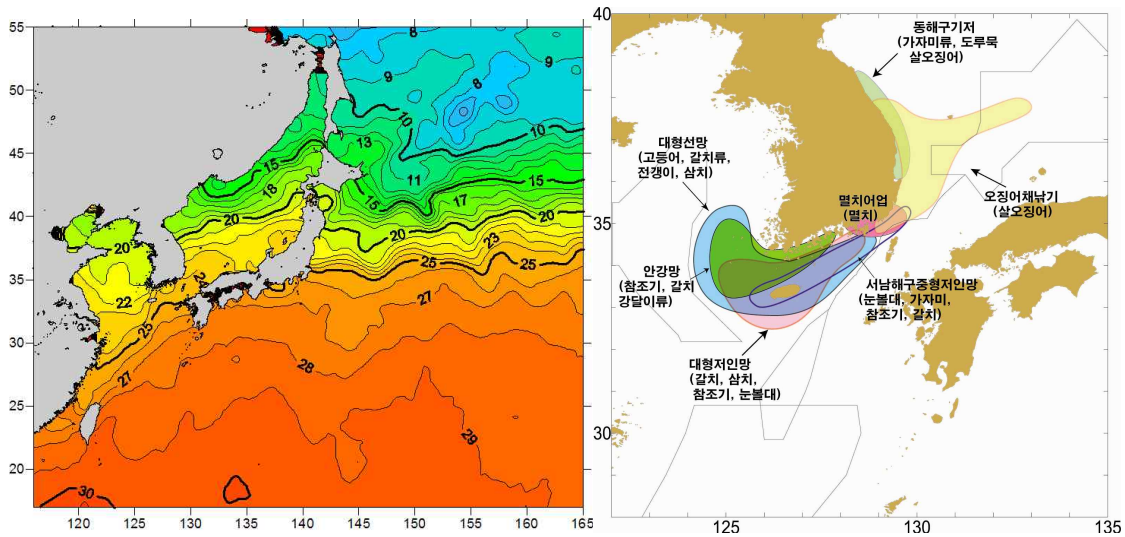 55
50
45
40
35
30
25
20
120
125
130
135
140
145
150
155
160
165
8
9
9
8
10
10
13
11
15
15
15
17
18
20
20
20
20
23
22
25
25
25
27
27
28
29
30
40
35
30
125
130
135
동해구기저
(가자미류, 도루묵
살오징어)
대형선망
(고등어, 갈치류,
전갱이, 삼치)
멸치어업
(멸치)
오징어채낚기
(살오징어)
안강망
(참조기, 갈치
강달이류)
서남해구중형저인망
(눈볼대, 가자미,
참조기, 갈치)
대형저인망
(갈치, 삼치,
참조기, 눈볼대)